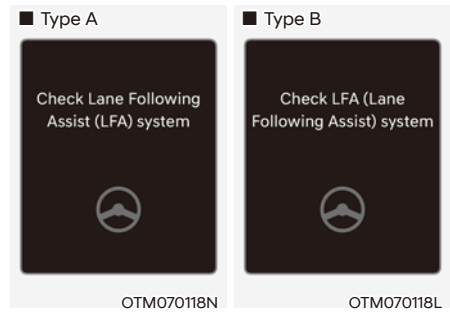 ■ Type A
Check Lane Following
Assist (LFA) system
OTM070118N
■ Type B
Check LFA (Lane
Following Assist) system
OTM070118L